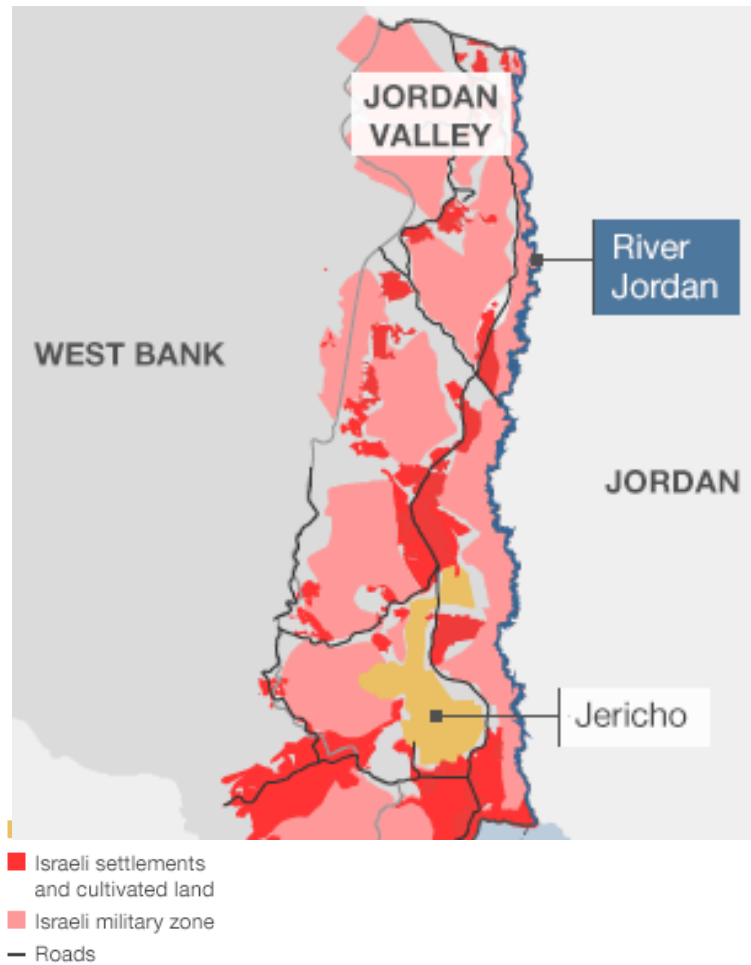 JORDAN
VALLEY
River
Jordan
WEST BANK
JORDAN
Jericho
Israeli settlements
and cultivated land
Israeli military zone
Roads